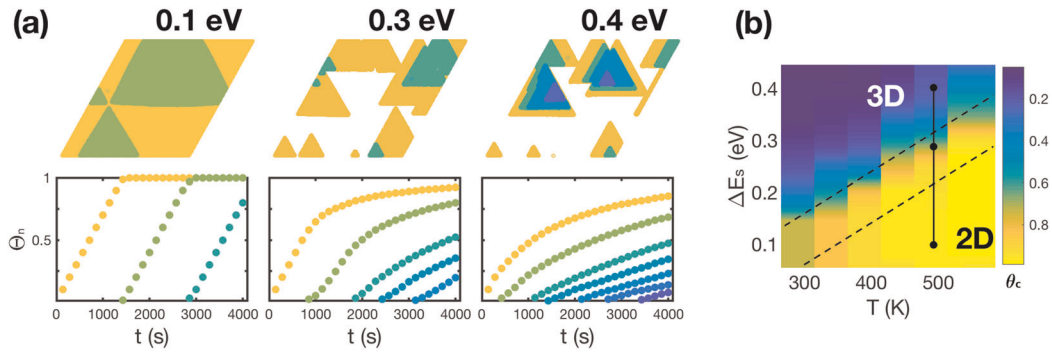 (a)
0.1 eV
0.3 eV
0.4 eV
(b)
1
0.5
Θn
0 1000 2000 3000 4000
0 1000 2000 3000 4000
0 1000 2000 3000 4000
t (s)
t (s)
t (s)
ΔEs (eV)
0.4
0.3
0.2
0.1
3D
2D
300 400 500
T (K)
0.2
0.4
0.6
0.8
θc